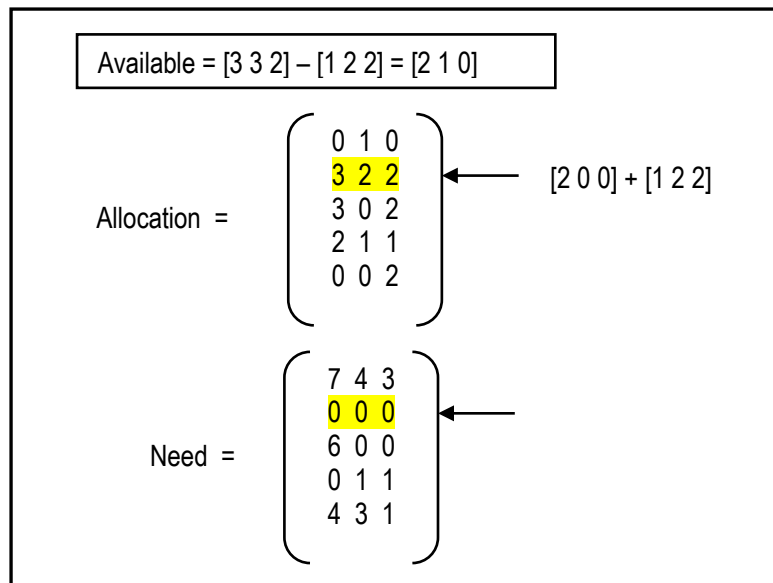 Available = [3 3 2] – [1 2 2] = [2 1 0]
0 1 0
3 2 2
[2 0 0] + [1 2 2]
3 0 2
Allocation =
2 1 1
0 0 2
7 4 3
0 0 0
6 0 0
Need =
0 1 1
4 3 1